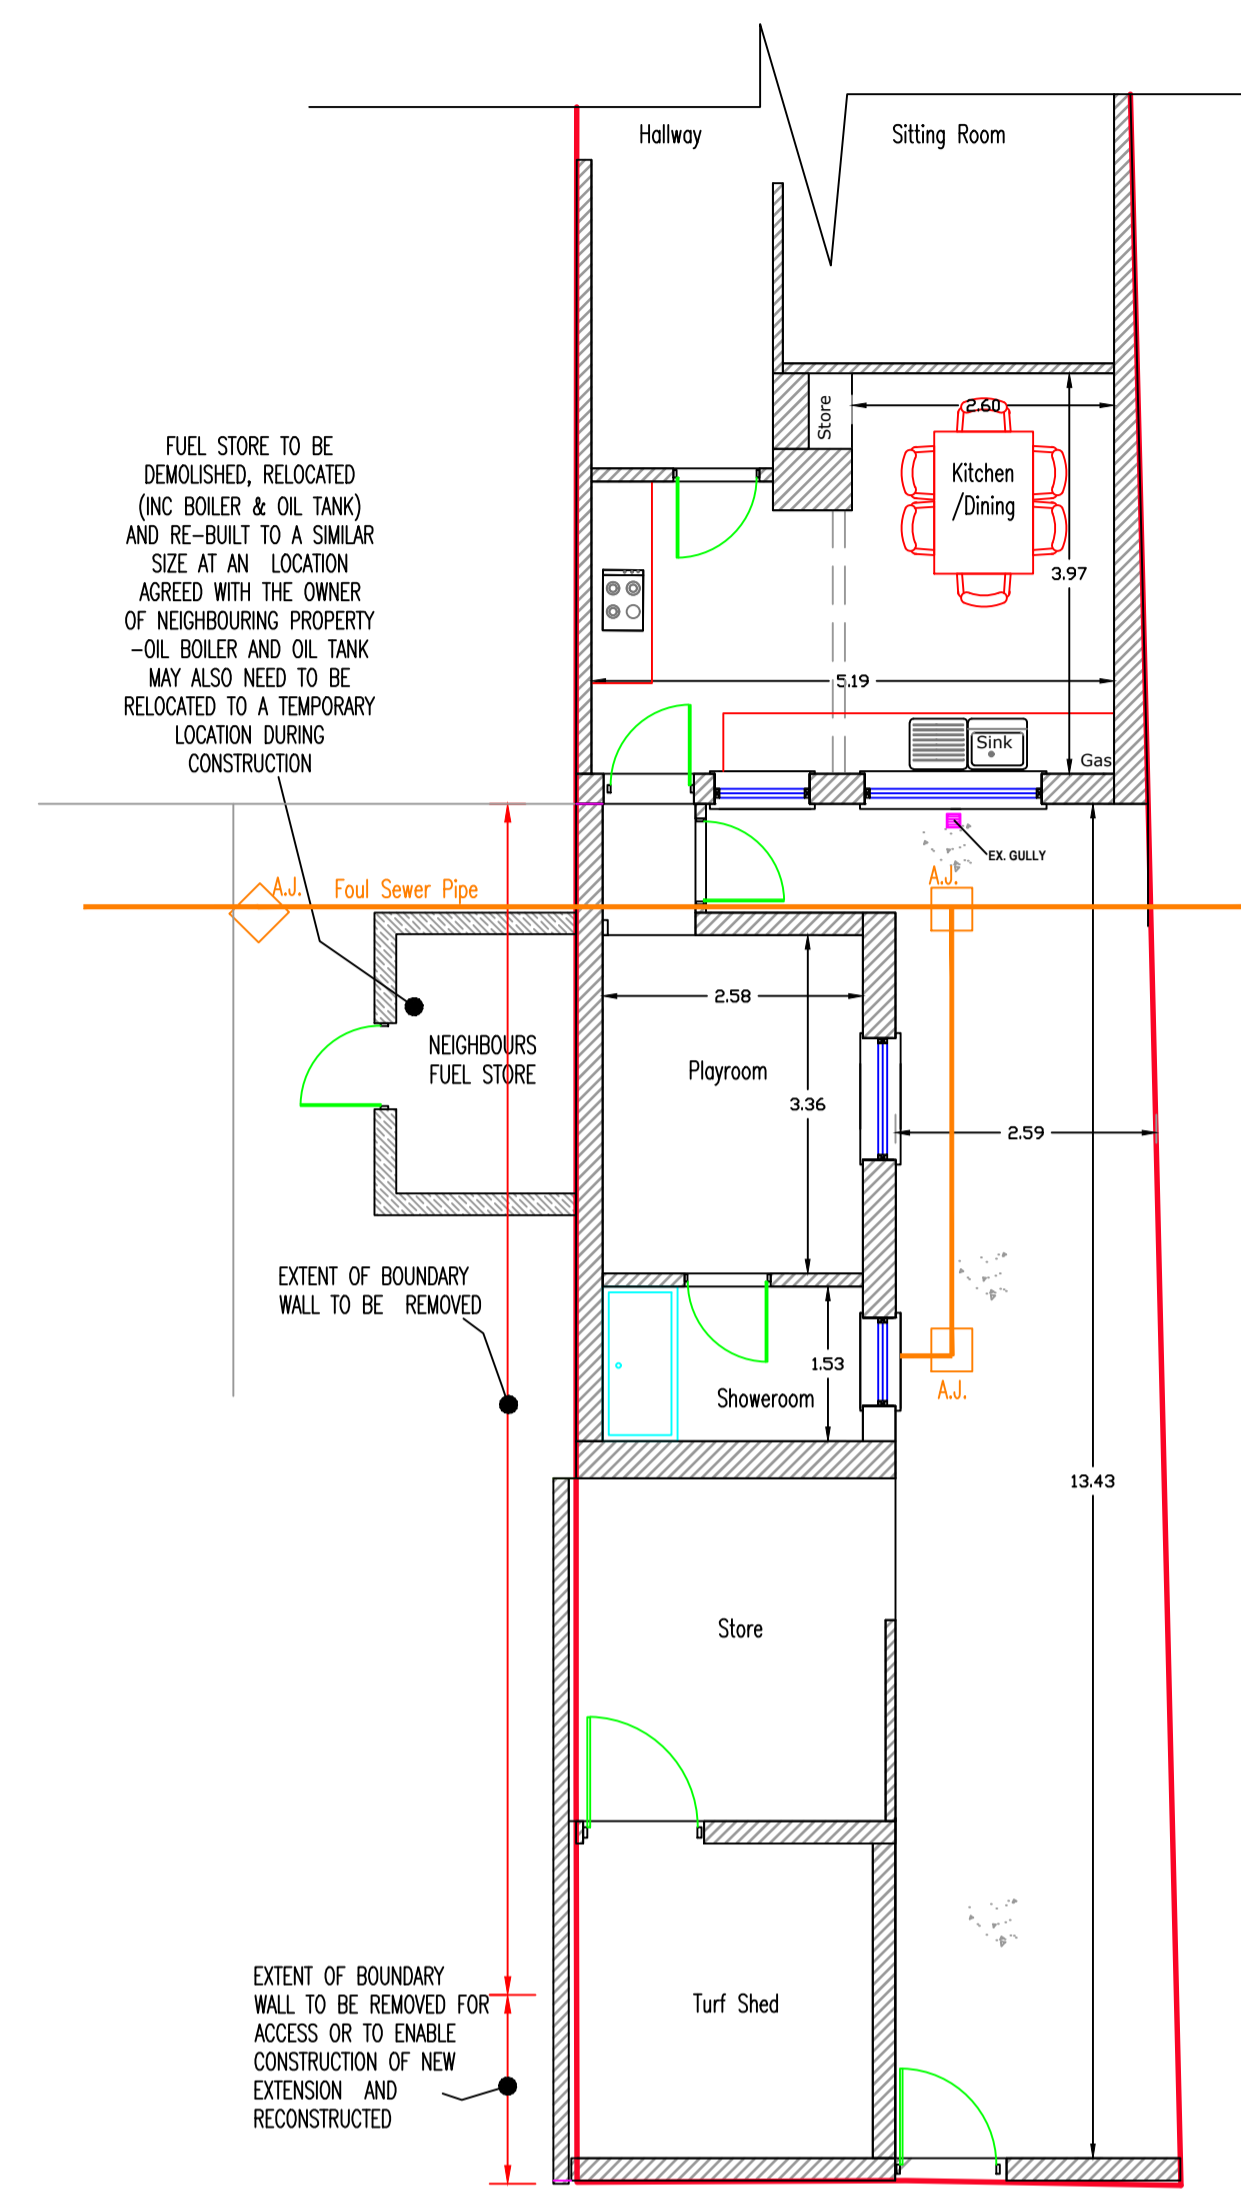 Hallway
Sitting Room
Store
2.60
Kitchen
/Dining
3.97
5.19
Sink
Gas
FUEL STORE TO BE
DEMOLISHED, RELOCATED
(INC BOILER & OIL TANK)
AND RE-BUILT TO A SIMILAR
SIZE AT AN LOCATION
AGREED WITH THE OWNER
OF NEIGHBOURING PROPERTY
-OIL BOILER AND OIL TANK
MAY ALSO NEED TO BE
RELOCATED TO A TEMPORARY
LOCATION DURING
CONSTRUCTION
EX. GULLY
A.J.
Foul Sewer Pipe
A.J.
2.58
NEIGHBOURS
FUEL STORE
Playroom
3.36
2.59
EXTENT OF BOUNDARY
WALL TO BE REMOVED
1.53
Showeroom
A.J.
13.43
Store
EXTENT OF BOUNDARY
WALL TO BE REMOVED FOR
ACCESS OR TO ENABLE
CONSTRUCTION OF NEW
EXTENSION AND
RECONSTRUCTED
Turf Shed